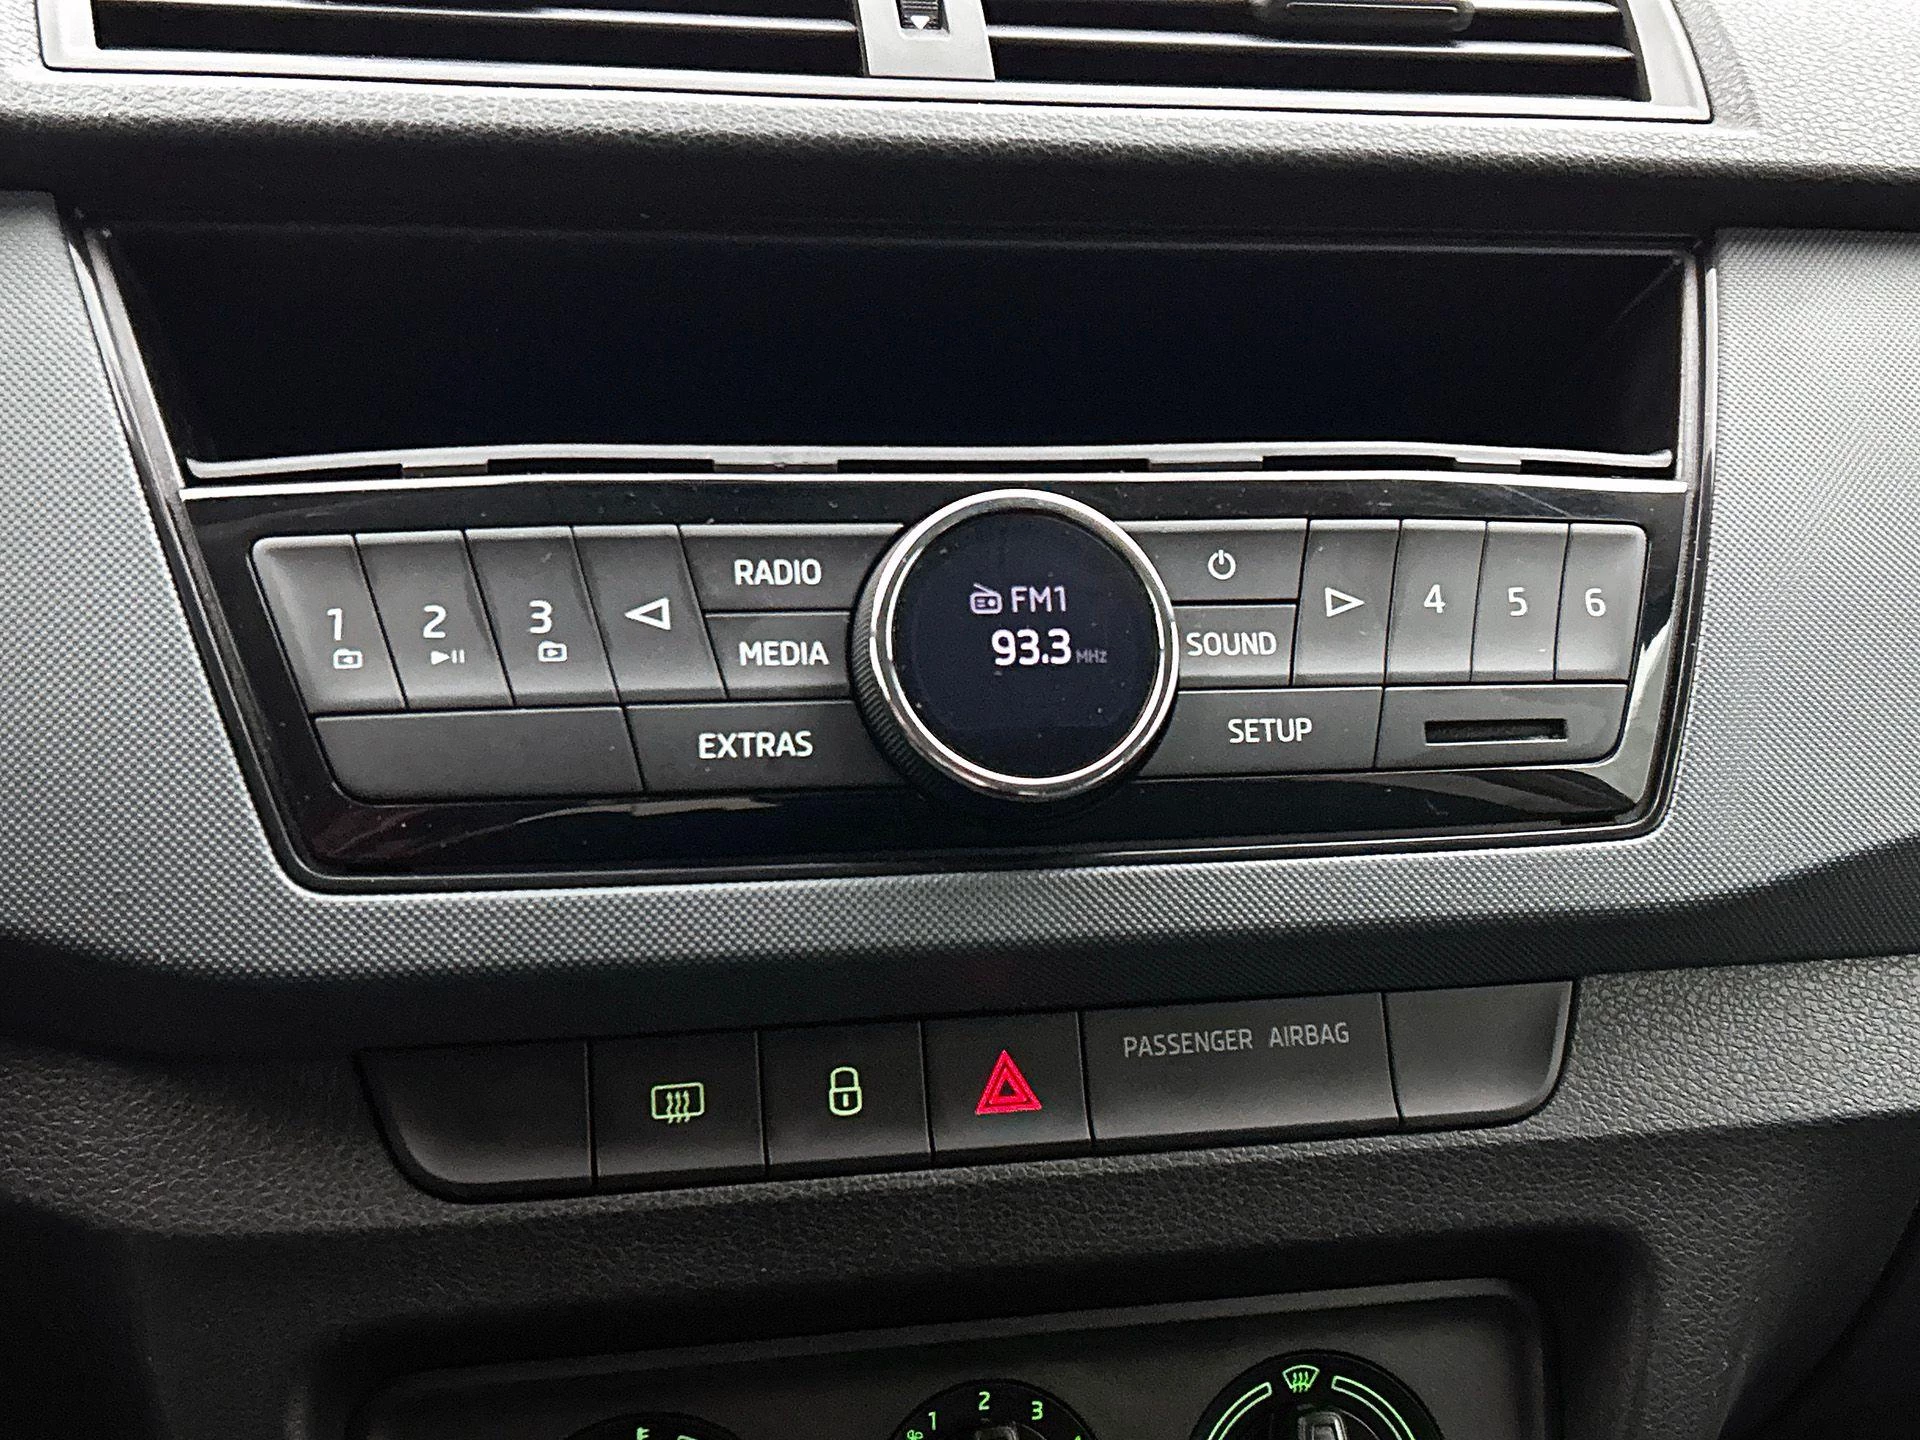 RADIO
MEDIA
EXTRAS
1
2
3
FM1
93.3 MHz
SOUND
SETUP
4
5
6
PASSENGER AIRBAG
1
2
3